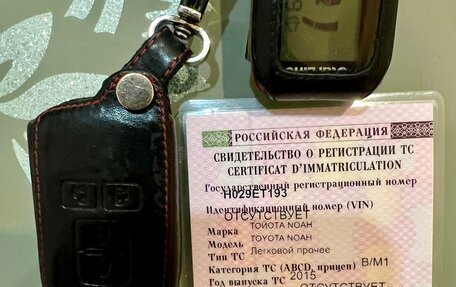 РОССИЙСКАЯ ФЕДЕРАЦИЯ
СВИДЕТЕЛЬСТВО О РЕГИСТРАЦИИ ТС
CERTIFICAT D'IMMATRICULATION
Государственный регистрационный номер
Н029ЕТ193
Идентификационный номер (VIN)
ОТСУТСТВУЕТ
Марка ТОЙОТА NOAH
Модель TOYOTA NOAH
Тип ТС Легковой прочее
Категория ТС (ABCD, прицеп) B/M1
Год выпуска ТС 2015
ОТСУТСТВУЕТ